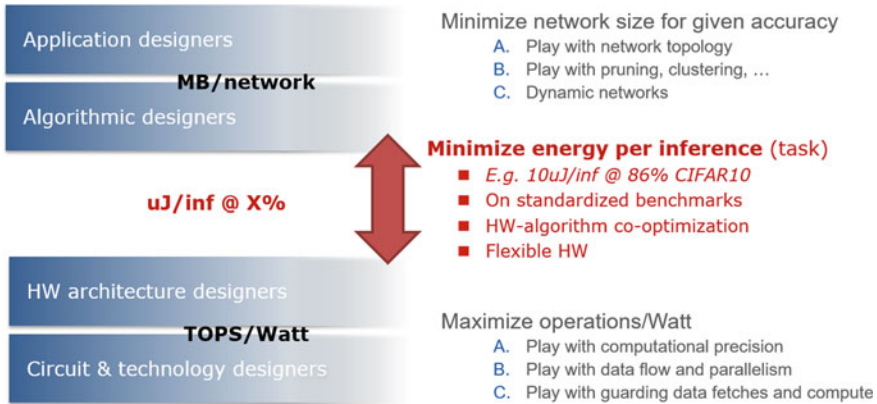 Application designers
MB/network
Algorithmic designers
uJ/inf @ X%
HW architecture designers
TOPS/Watt
Circuit & technology designers
Minimize network size for given accuracy
A. Play with network topology
B. Play with pruning, clustering, …
C. Dynamic networks
Minimize energy per inference (task)
■ E.g. 10uJ/inf @ 86% CIFAR10
■ On standardized benchmarks
■ HW-algorithm co-optimization
■ Flexible HW
Maximize operations/Watt
A. Play with computational precision
B. Play with data flow and parallelism
C. Play with guarding data fetches and compute